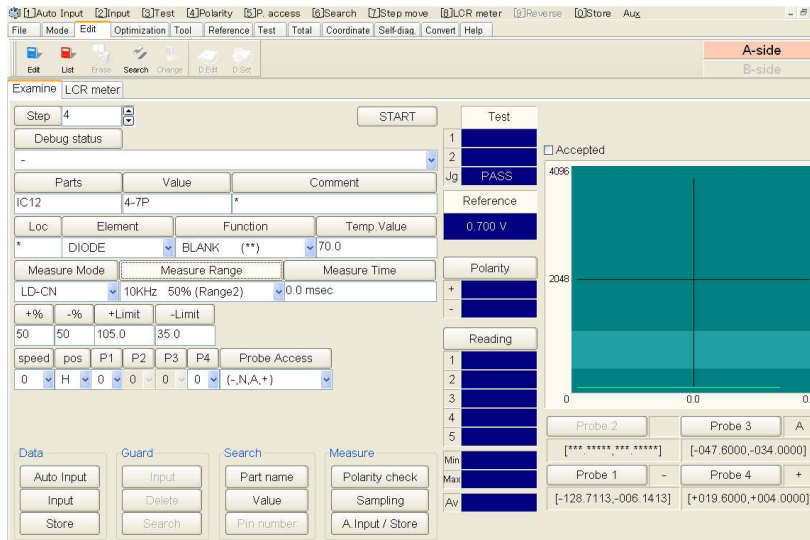 [1]Auto Input [2]Input [3]Test [4]Polarity [5]P. access [6]Search [7]Step move [8]LCR meter [9]Reverse [0]Store Aux
File Mode Edit Optimization Tool Reference Test Total Coordinate Self-diag. Convert Help
Edit List Erase Search Change D.Edit D.Set
A-side
B-side
Examine LCR meter
Step 4 START
Debug status
-
Parts Value Comment
IC12 4-7P *
Loc Element Function Temp.Value
* DIODE BLANK (**) 70.0
Measure Mode Measure Range Measure Time
LD-CN 10KHz 50% (Range2) 0.0 msec
+% -% +Limit -Limit
50 50 105.0 35.0
speed pos P1 P2 P3 P4 Probe Access
0 H 0 0 0 0 (-,N,A,+)
Data Guard Search Measure
Auto Input Input Part name Polarity check
Input Delete Value Sampling
Store Search Pin number A.Input / Store
Test
1
2
Jg PASS
Reference
0.700 V
Polarity
+
-
Reading
1
2
3
4
5
Min
Max
Av
Accepted
4096
2048
0 0.0 0.
Probe 2 Probe 3 A
[***.*****,***.*****] [-047.6000,-034.0000]
Probe 1 - Probe 4 +
[-128.7113,-006.1413] [+019.6000,+004.0000]